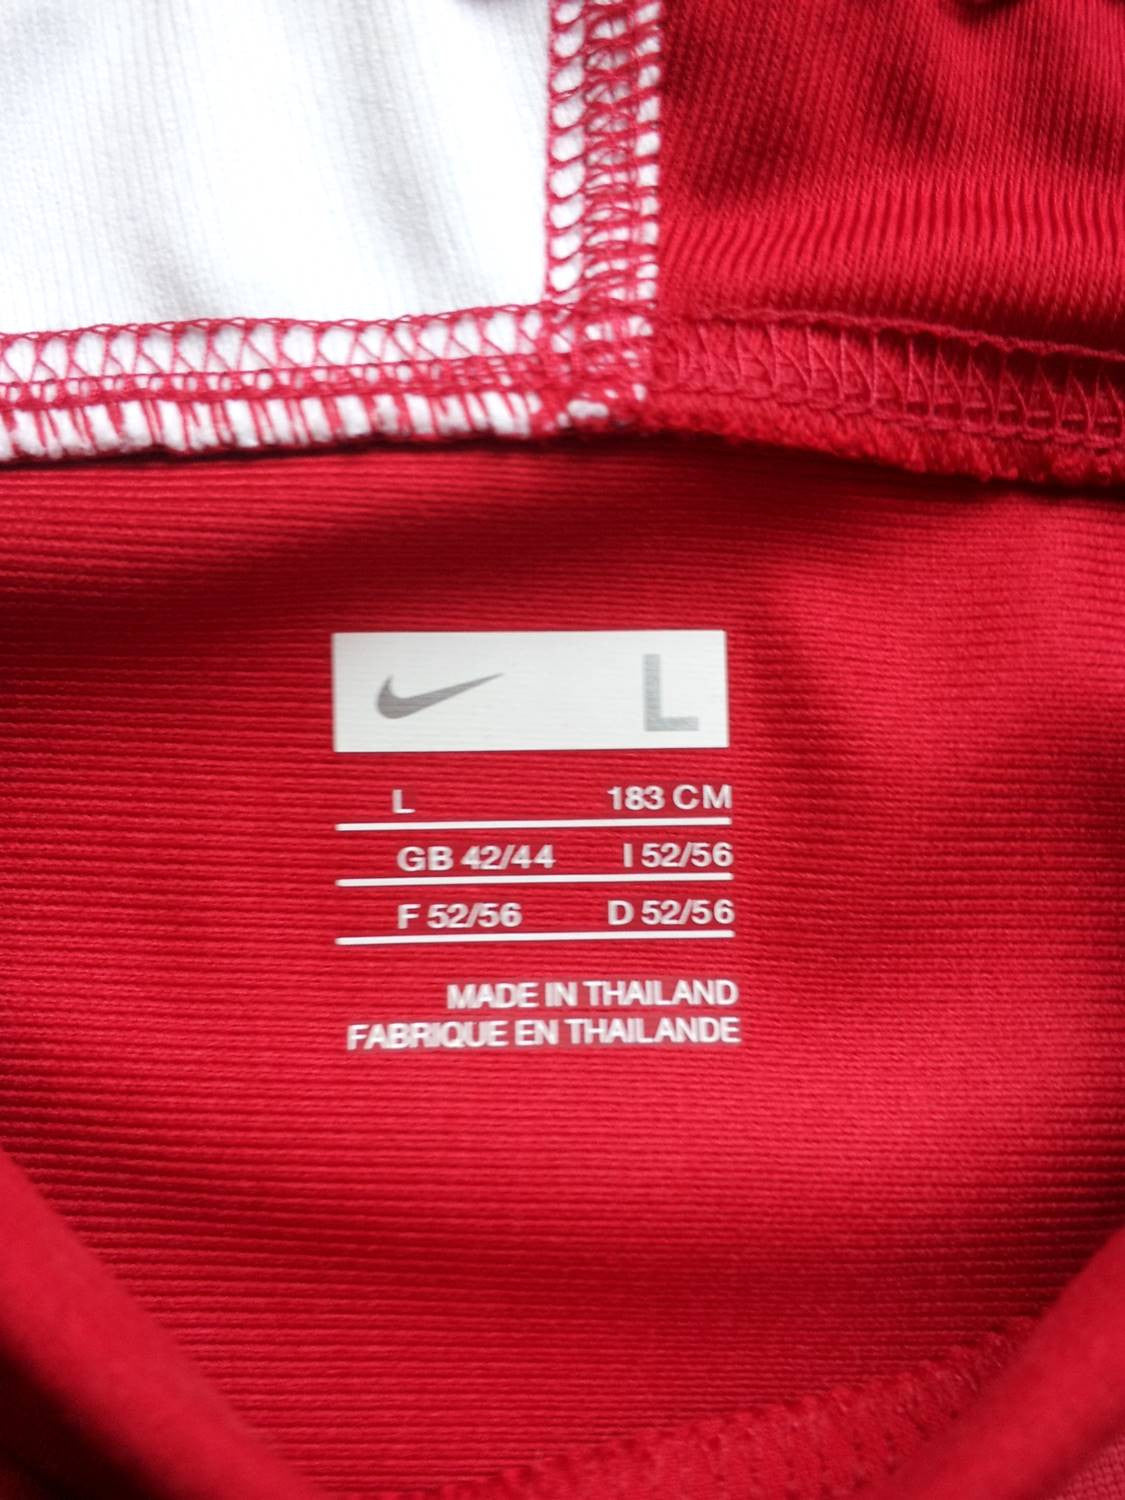 L
L 183 CM
GB 42/44 I 52/56
F 52/56 D 52/56
MADE IN THAILAND
FABRIQUE EN THAILANDE